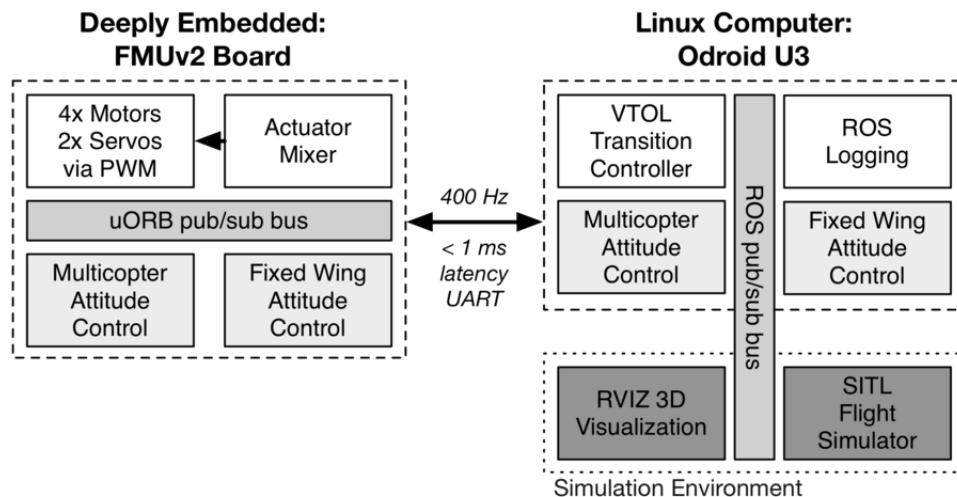 Deeply Embedded:
FMUv2 Board
4x Motors
2x Servos
via PWM
Actuator
Mixer
uORB pub/sub bus
Multicopter
Attitude
Control
Fixed Wing
Attitude
Control
400 Hz
< 1 ms
latency
UART
Linux Computer:
Odroid U3
VTOL
Transition
Controller
ROS
Logging
ROS pub/sub bus
Multicopter
Attitude
Control
Fixed Wing
Attitude
Control
RVIZ 3D
Visualization
SITL
Flight
Simulator
Simulation Environment